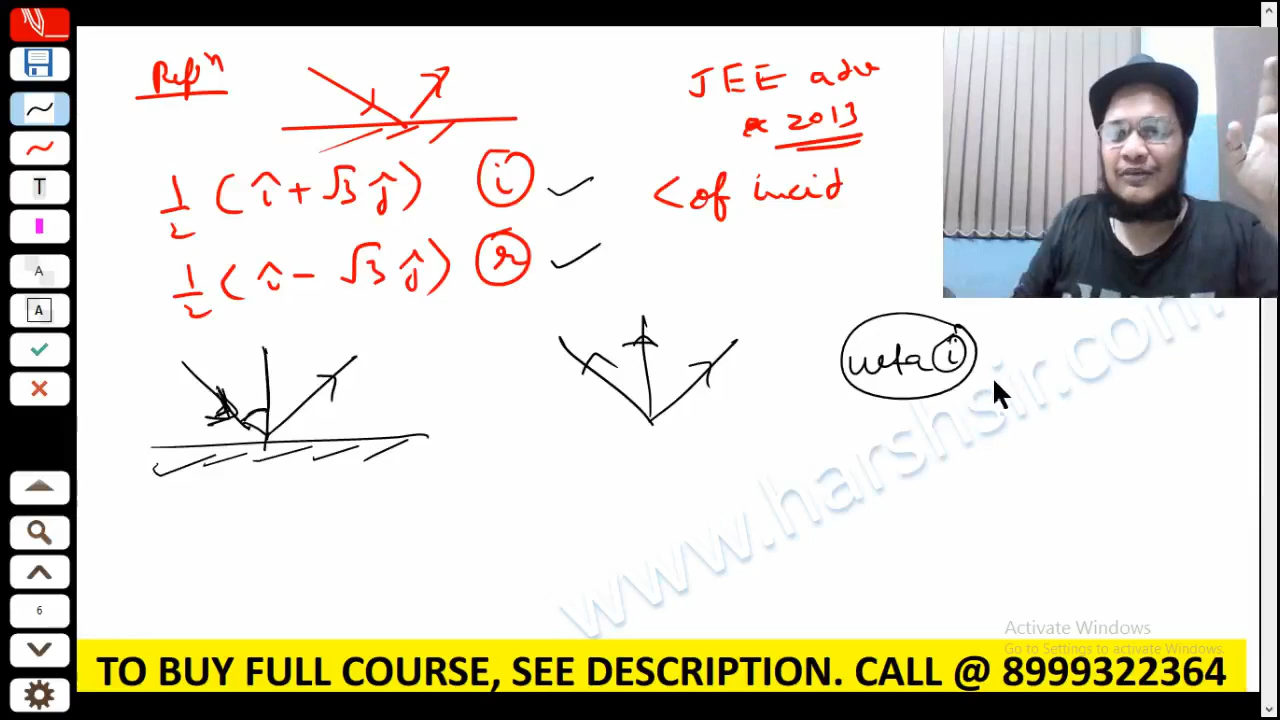 Refⁿ
JEE adv
2013
1/2 (î + √3 ĵ) i
< of incid
1/2 (î - √3 ĵ) r
i
www.harshsir.com
T
A
A
6
Activate Windows
Go to Settings to activate Windows.
TO BUY FULL COURSE, SEE DESCRIPTION. CALL @ 8999322364